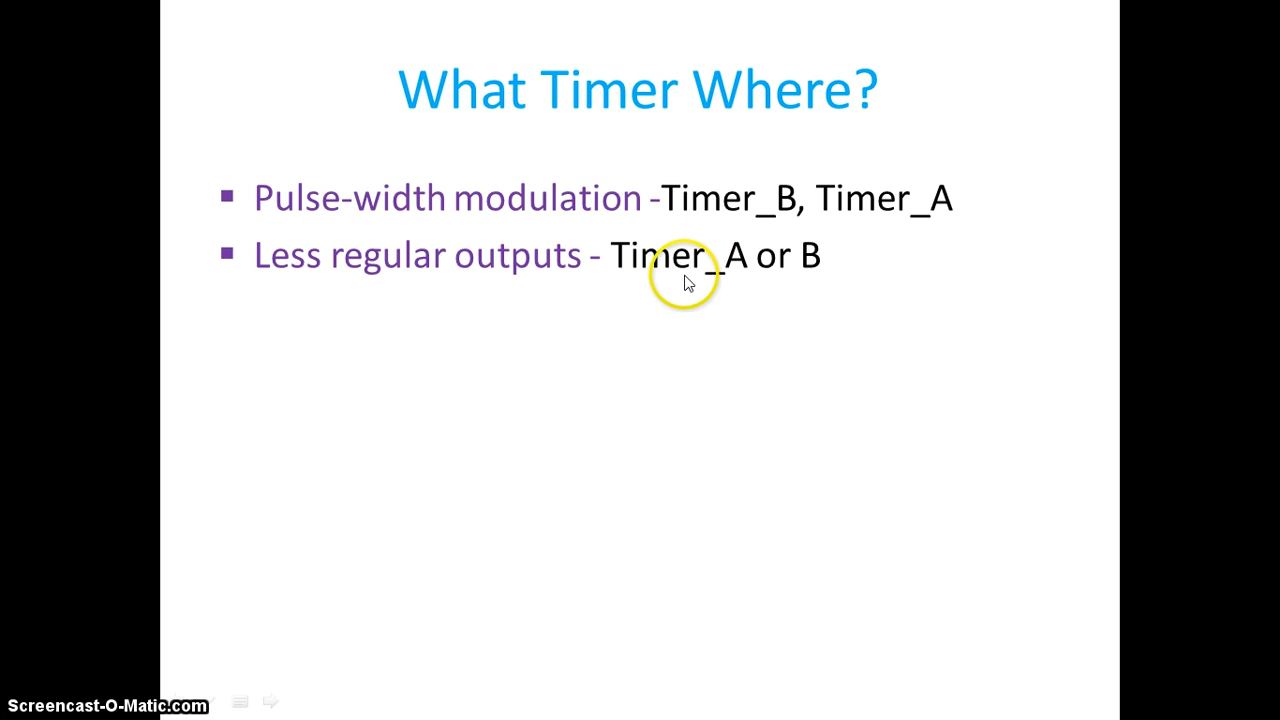 What Timer Where?
▪ Pulse-width modulation -Timer_B, Timer_A
▪ Less regular outputs - Timer_A or B
Screencast-O-Matic.com